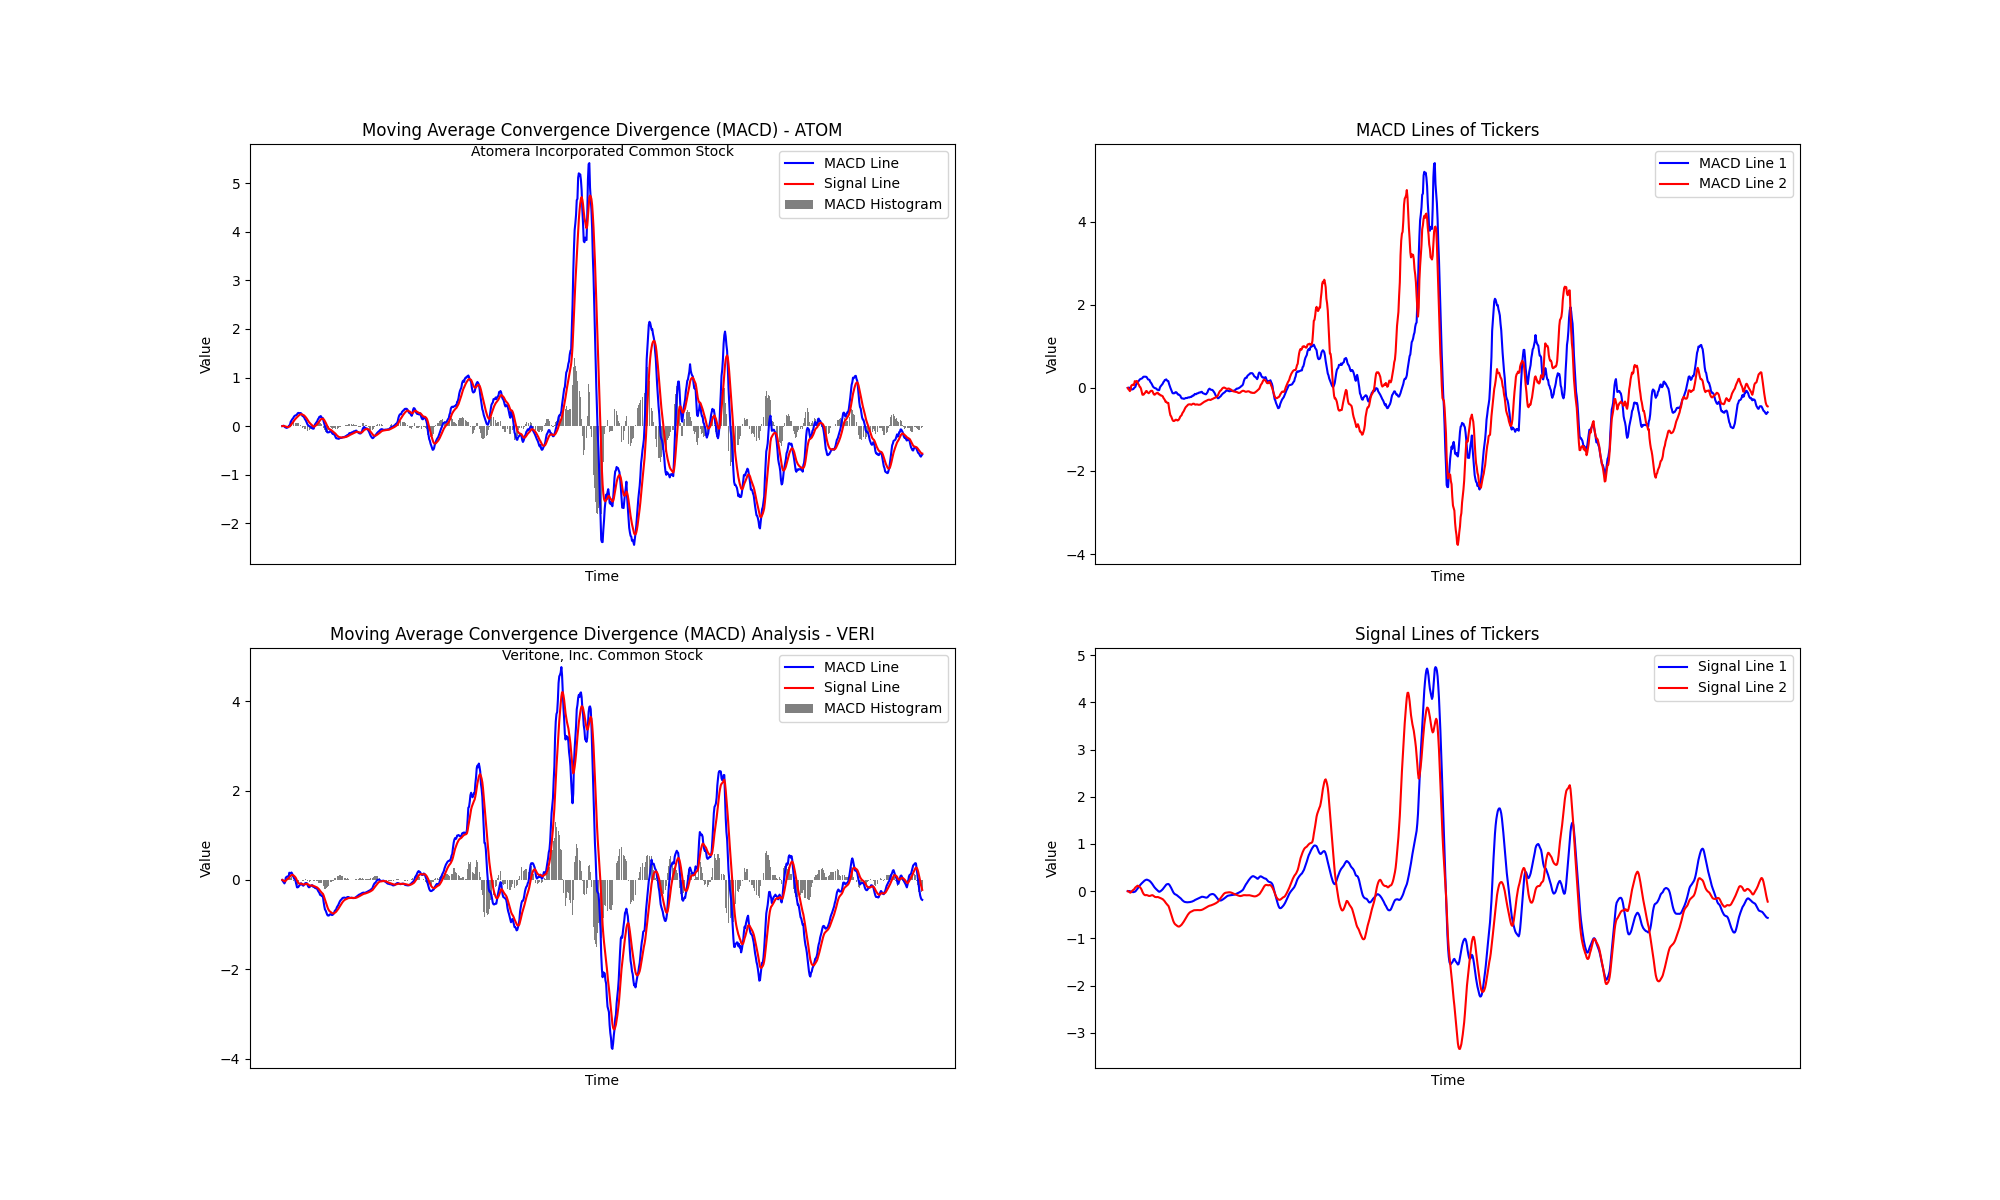 Moving Average Convergence Divergence (MACD) - ATOM
Atomera Incorporated Common Stock
MACD Line
Signal Line
MACD Histogram
5
4
3
2
1
0
−1
−2
Value
Time
MACD Lines of Tickers
MACD Line 1
MACD Line 2
4
2
0
−2
−4
Value
Time
Moving Average Convergence Divergence (MACD) Analysis - VERI
Veritone, Inc. Common Stock
MACD Line
Signal Line
MACD Histogram
4
2
0
−2
−4
Value
Time
Signal Lines of Tickers
Signal Line 1
Signal Line 2
5
4
3
2
1
0
−1
−2
−3
Value
Time